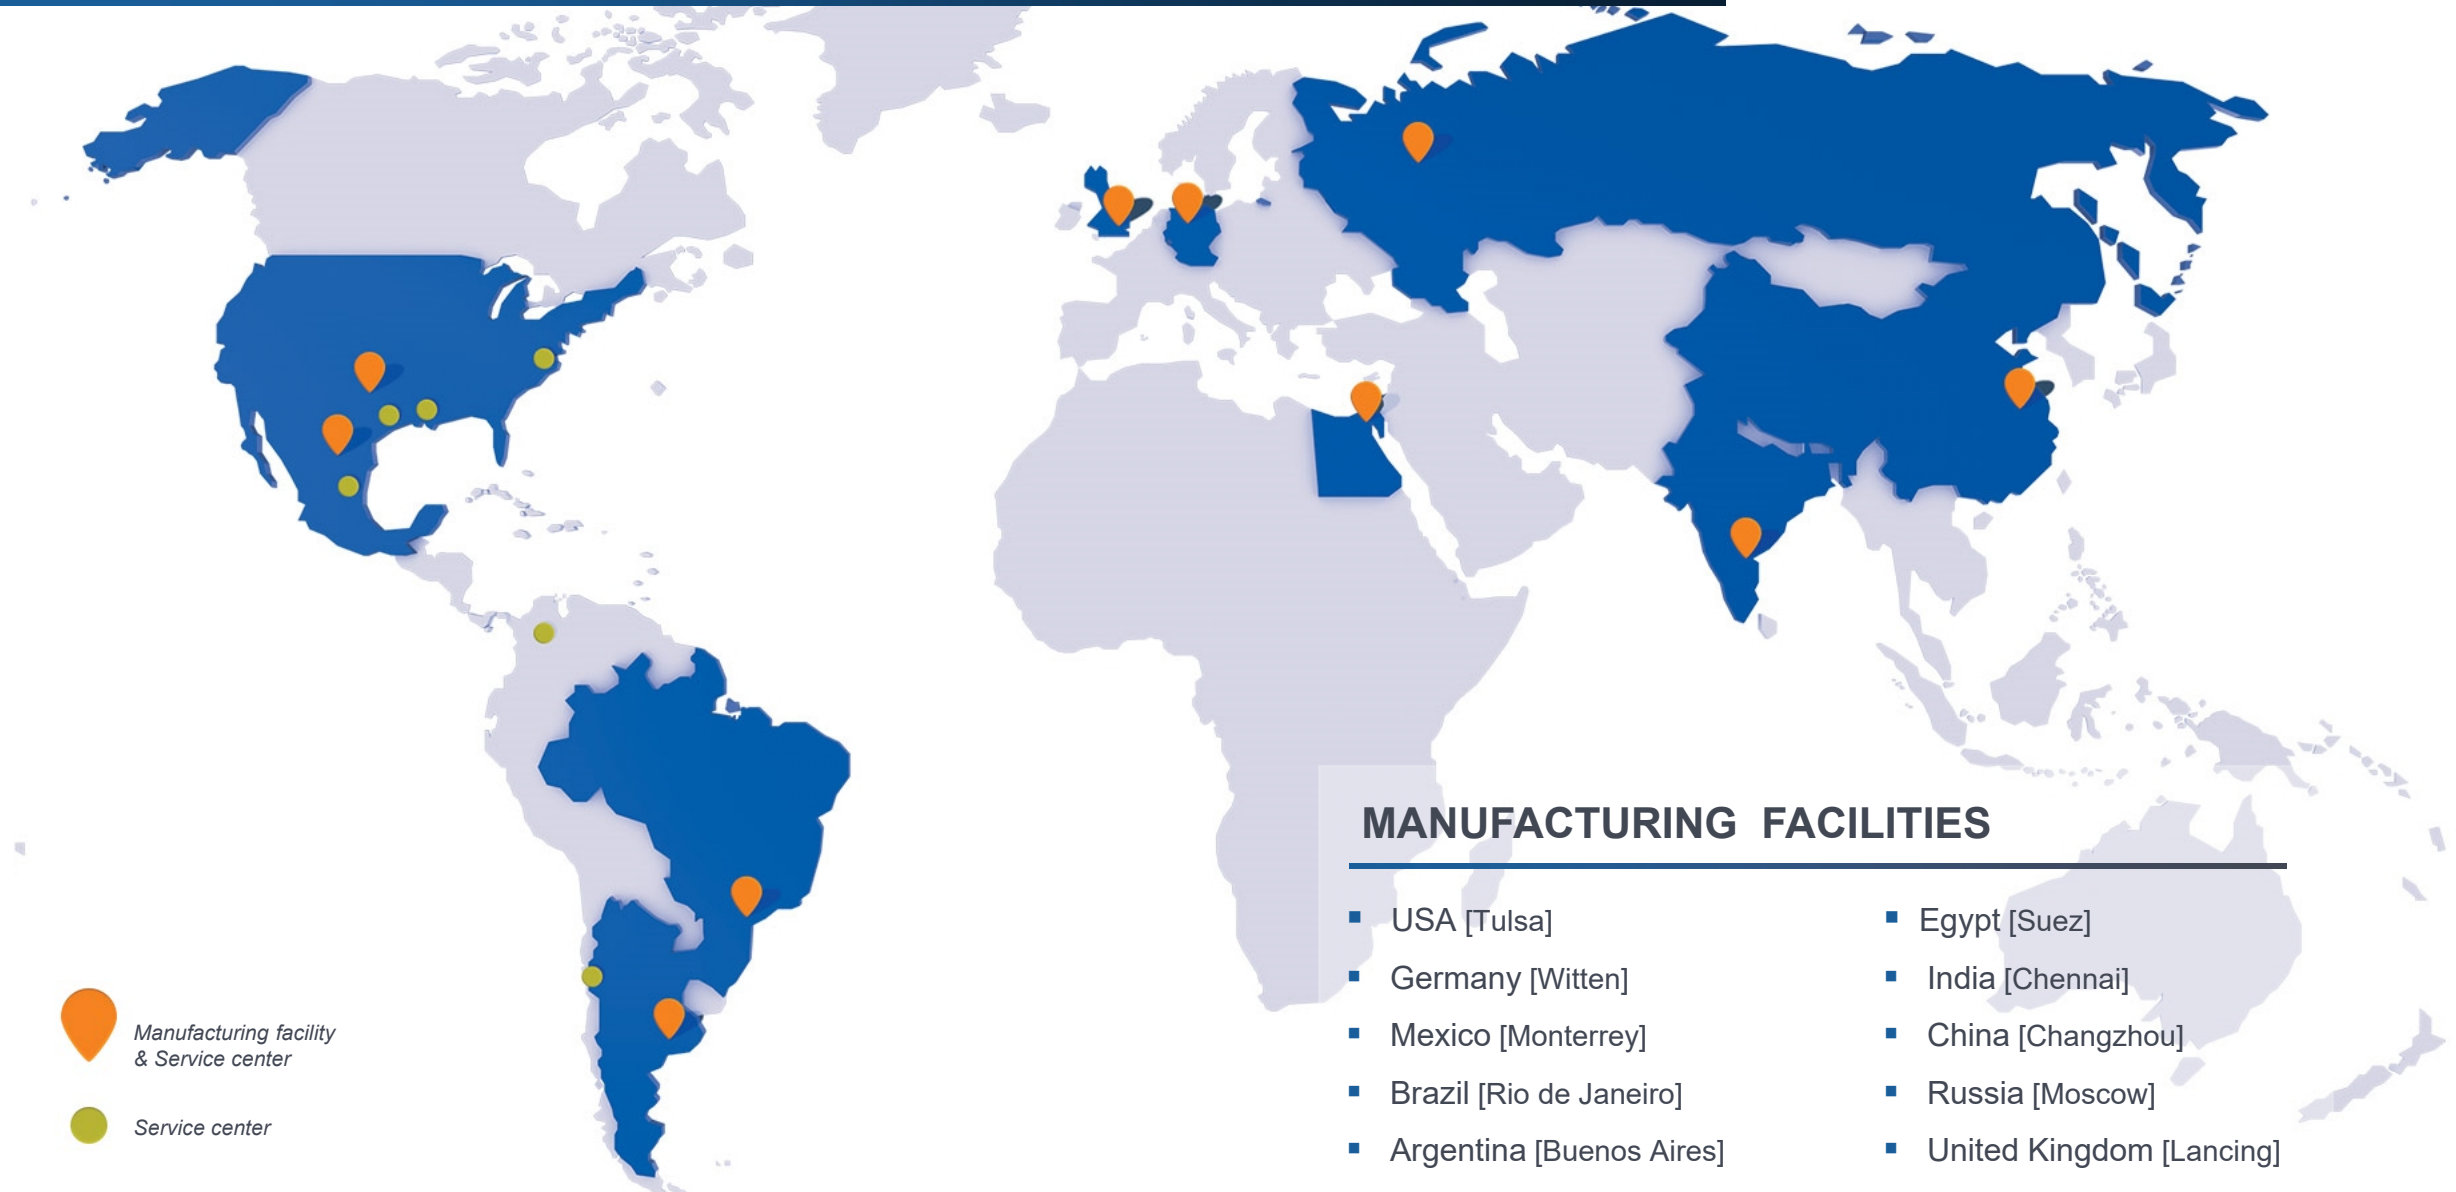 MANUFACTURING FACILITIES
USA [Tulsa]
Germany [Witten]
Mexico [Monterrey]
Brazil [Rio de Janeiro]
Argentina [Buenos Aires]
Egypt [Suez]
India [Chennai]
China [Changzhou]
Russia [Moscow]
United Kingdom [Lancing]
Manufacturing facility
& Service center
Service center